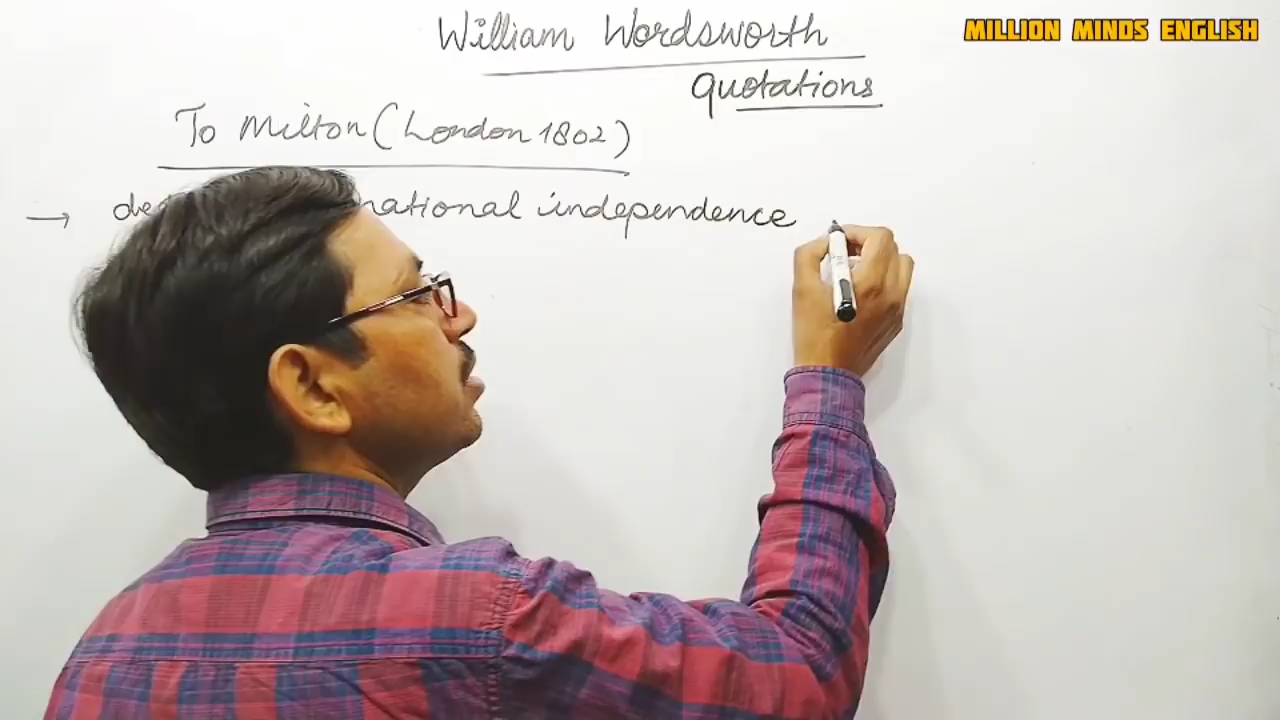 William Wordsworth
MILLION MINDS ENGLISH
Quotations
To Milton (London 1802)
→ national independence